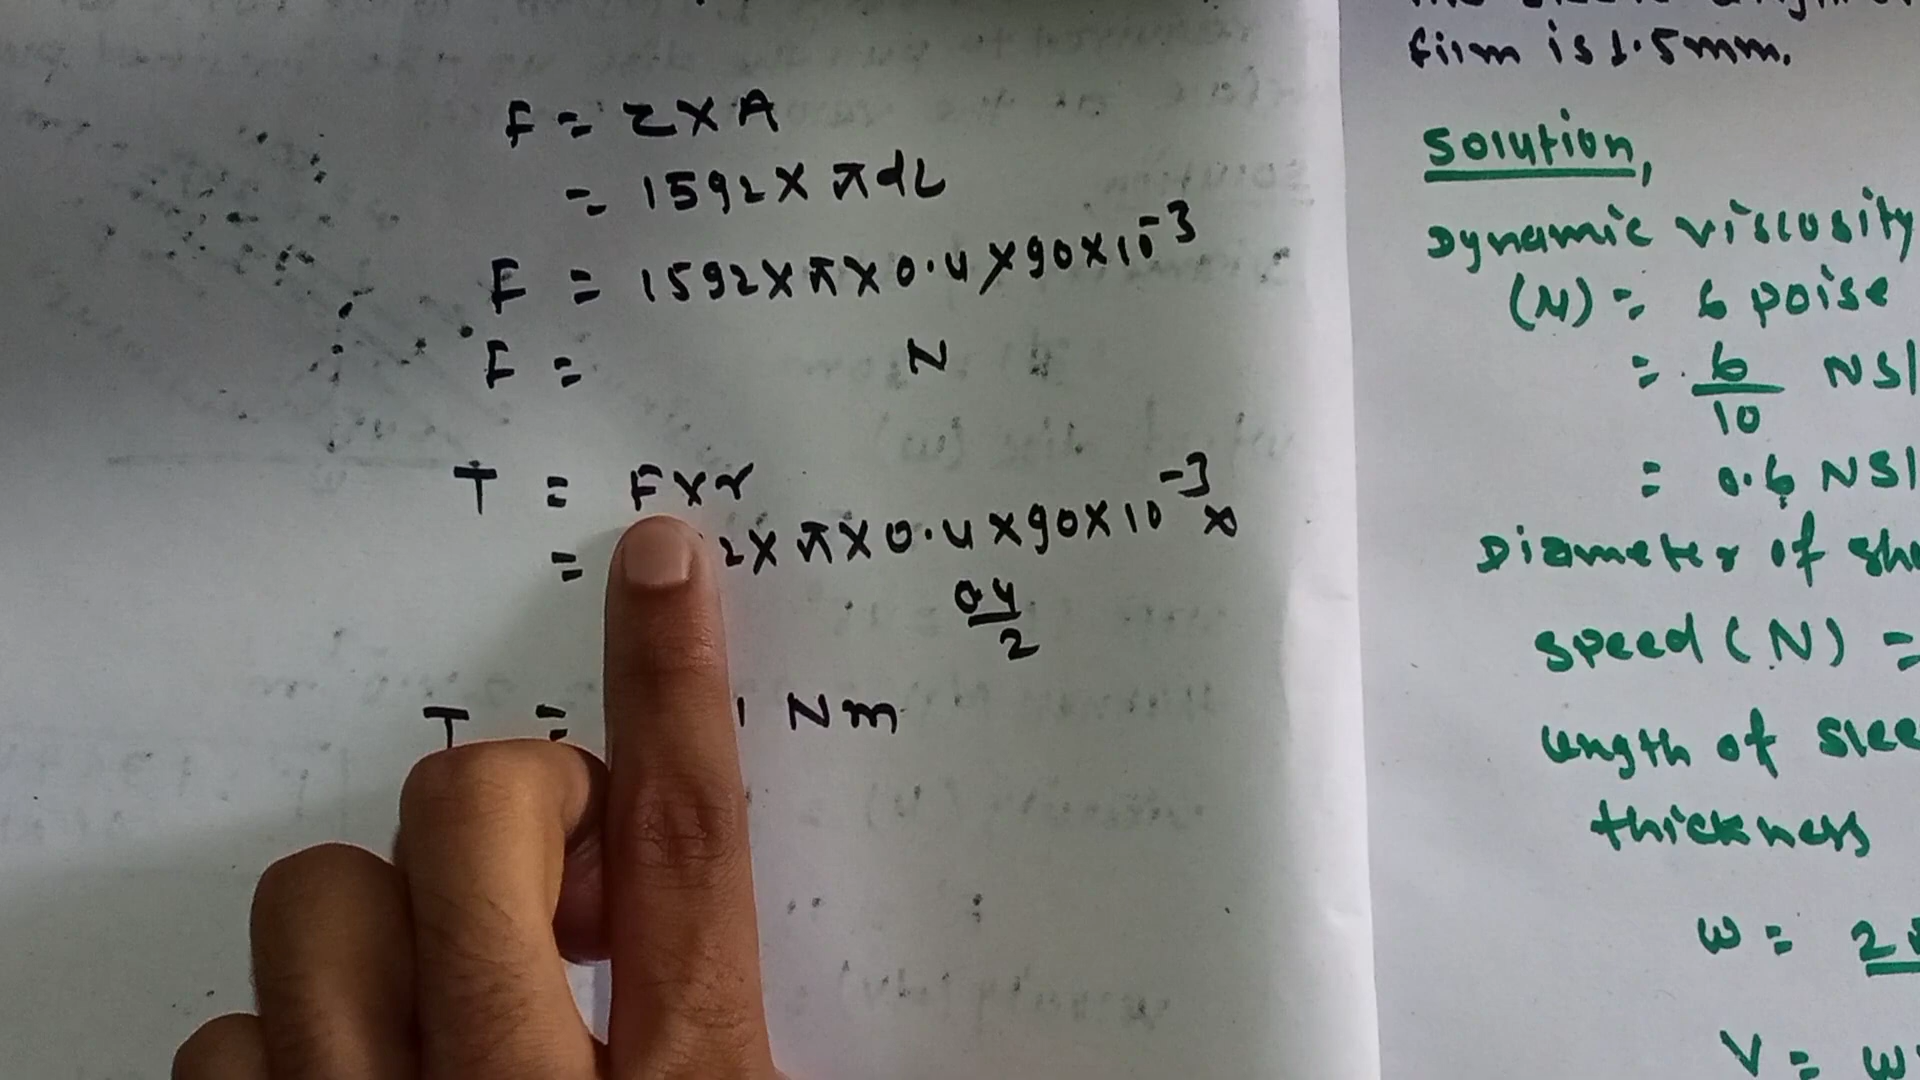 F = τ × A
= 1592 × πdL
F = 1592 × π × 0.4 × 90 × 10⁻³
F = N
T = F × r
= 2 × π × 0.4 × 90 × 10⁻³ ×
0.4/2
T = 1 Nm
film is 1.5mm.
Solution,
Dynamic viscosity
(μ) = 6 poise
= 6/10 NS/
= 0.6 NS/
Diameter of
speed (N) =
length of
thickness
ω = 2
V = ω